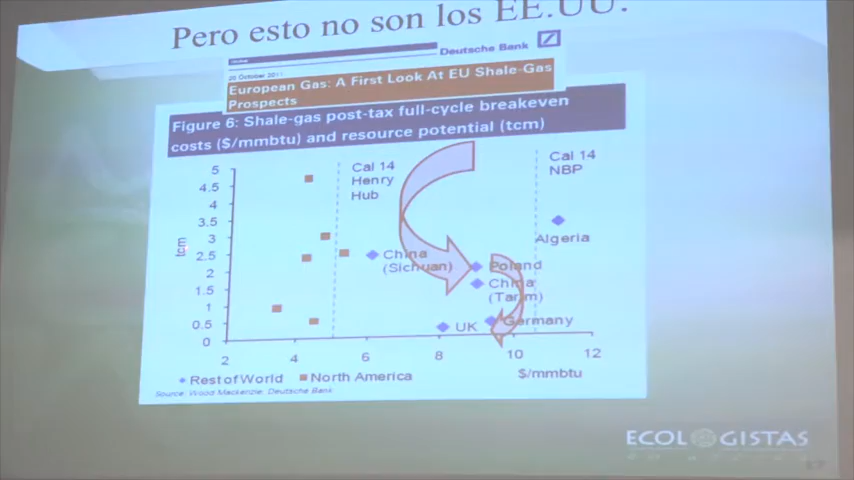 Pero esto no son los EE.UU.
Deutsche Bank
20 October 2011
European Gas: A First Look At EU Shale-Gas
Prospects
Figure 6: Shale-gas post-tax full-cycle breakeven
costs ($/mmbtu) and resource potential (tcm)
Cal 14
Henry
Hub
Cal 14
NBP
5
4.5
4
3.5
3
2.5
2
1.5
1
0.5
0
tcm
Algeria
China
(Sichuan)
Poland
China
(Tarim)
UK
Germany
2
4
6
8
10
12
$/mmbtu
Rest of World
North America
Source: Wood Mackenzie, Deutsche Bank
ECOLOGISTAS